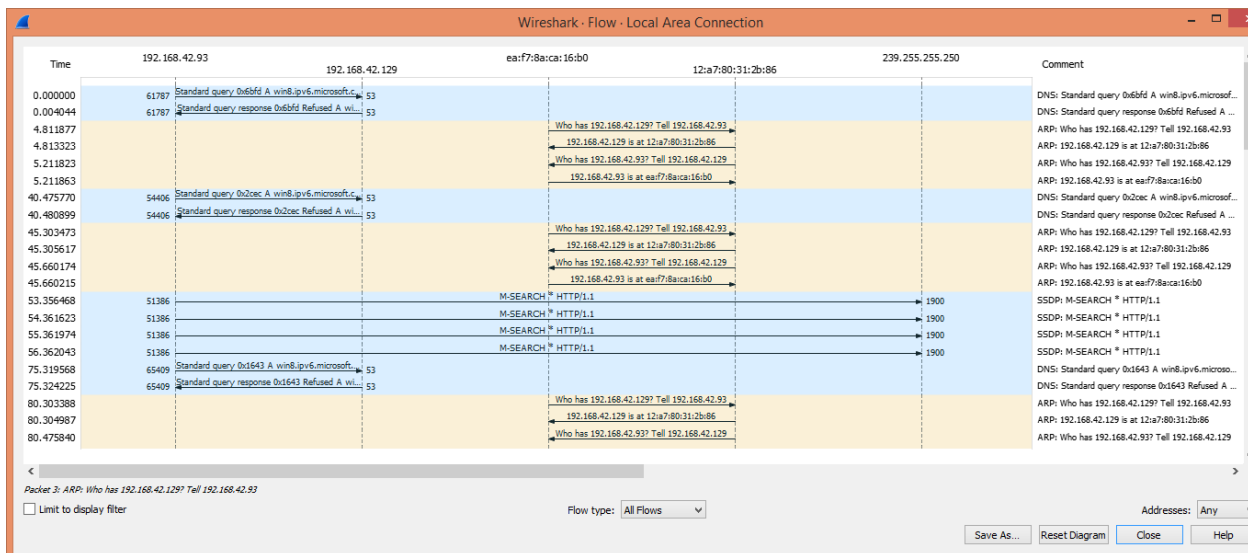 Wireshark · Flow · Local Area Connection
Time 192.168.42.93 192.168.42.129 ea:f7:8a:ca:16:b0 12:a7:80:31:2b:86 239.255.255.250 Comment
0.000000 61787 Standard query 0x6bfd A win8.ipv6.microsoft.c... 53 DNS: Standard query 0x6bfd A win8.ipv6.microsof...
0.004044 61787 Standard query response 0x6bfd Refused A wi... 53 DNS: Standard query response 0x6bfd Refused A ...
4.811877 Who has 192.168.42.129? Tell 192.168.42.93 ARP: Who has 192.168.42.129? Tell 192.168.42.93
4.813323 192.168.42.129 is at 12:a7:80:31:2b:86 ARP: 192.168.42.129 is at 12:a7:80:31:2b:86
5.211823 Who has 192.168.42.93? Tell 192.168.42.129 ARP: Who has 192.168.42.93? Tell 192.168.42.129
5.211863 192.168.42.93 is at ea:f7:8a:ca:16:b0 ARP: 192.168.42.93 is at ea:f7:8a:ca:16:b0
40.475770 54406 Standard query 0x2cec A win8.ipv6.microsoft.c... 53 DNS: Standard query 0x2cec A win8.ipv6.microsof...
40.480899 54406 Standard query response 0x2cec Refused A wi... 53 DNS: Standard query response 0x2cec Refused A ...
45.303473 Who has 192.168.42.129? Tell 192.168.42.93 ARP: Who has 192.168.42.129? Tell 192.168.42.93
45.305617 192.168.42.129 is at 12:a7:80:31:2b:86 ARP: 192.168.42.129 is at 12:a7:80:31:2b:86
45.660174 Who has 192.168.42.93? Tell 192.168.42.129 ARP: Who has 192.168.42.93? Tell 192.168.42.129
45.660215 192.168.42.93 is at ea:f7:8a:ca:16:b0 ARP: 192.168.42.93 is at ea:f7:8a:ca:16:b0
53.356468 51386 M-SEARCH * HTTP/1.1 1900 SSDP: M-SEARCH * HTTP/1.1
54.361623 51386 M-SEARCH * HTTP/1.1 1900 SSDP: M-SEARCH * HTTP/1.1
55.361974 51386 M-SEARCH * HTTP/1.1 1900 SSDP: M-SEARCH * HTTP/1.1
56.362043 51386 M-SEARCH * HTTP/1.1 1900 SSDP: M-SEARCH * HTTP/1.1
75.319568 65409 Standard query 0x1643 A win8.ipv6.microsoft... 53 DNS: Standard query 0x1643 A win8.ipv6.microso...
75.324225 65409 Standard query response 0x1643 Refused A wi... 53 DNS: Standard query response 0x1643 Refused A ...
80.303388 Who has 192.168.42.129? Tell 192.168.42.93 ARP: Who has 192.168.42.129? Tell 192.168.42.93
80.304987 192.168.42.129 is at 12:a7:80:31:2b:86 ARP: 192.168.42.129 is at 12:a7:80:31:2b:86
80.475840 Who has 192.168.42.93? Tell 192.168.42.129 ARP: Who has 192.168.42.93? Tell 192.168.42.129
Packet 3: ARP: Who has 192.168.42.129? Tell 192.168.42.93
Limit to display filter Flow type: All Flows Addresses: Any
Save As... Reset Diagram Close Help